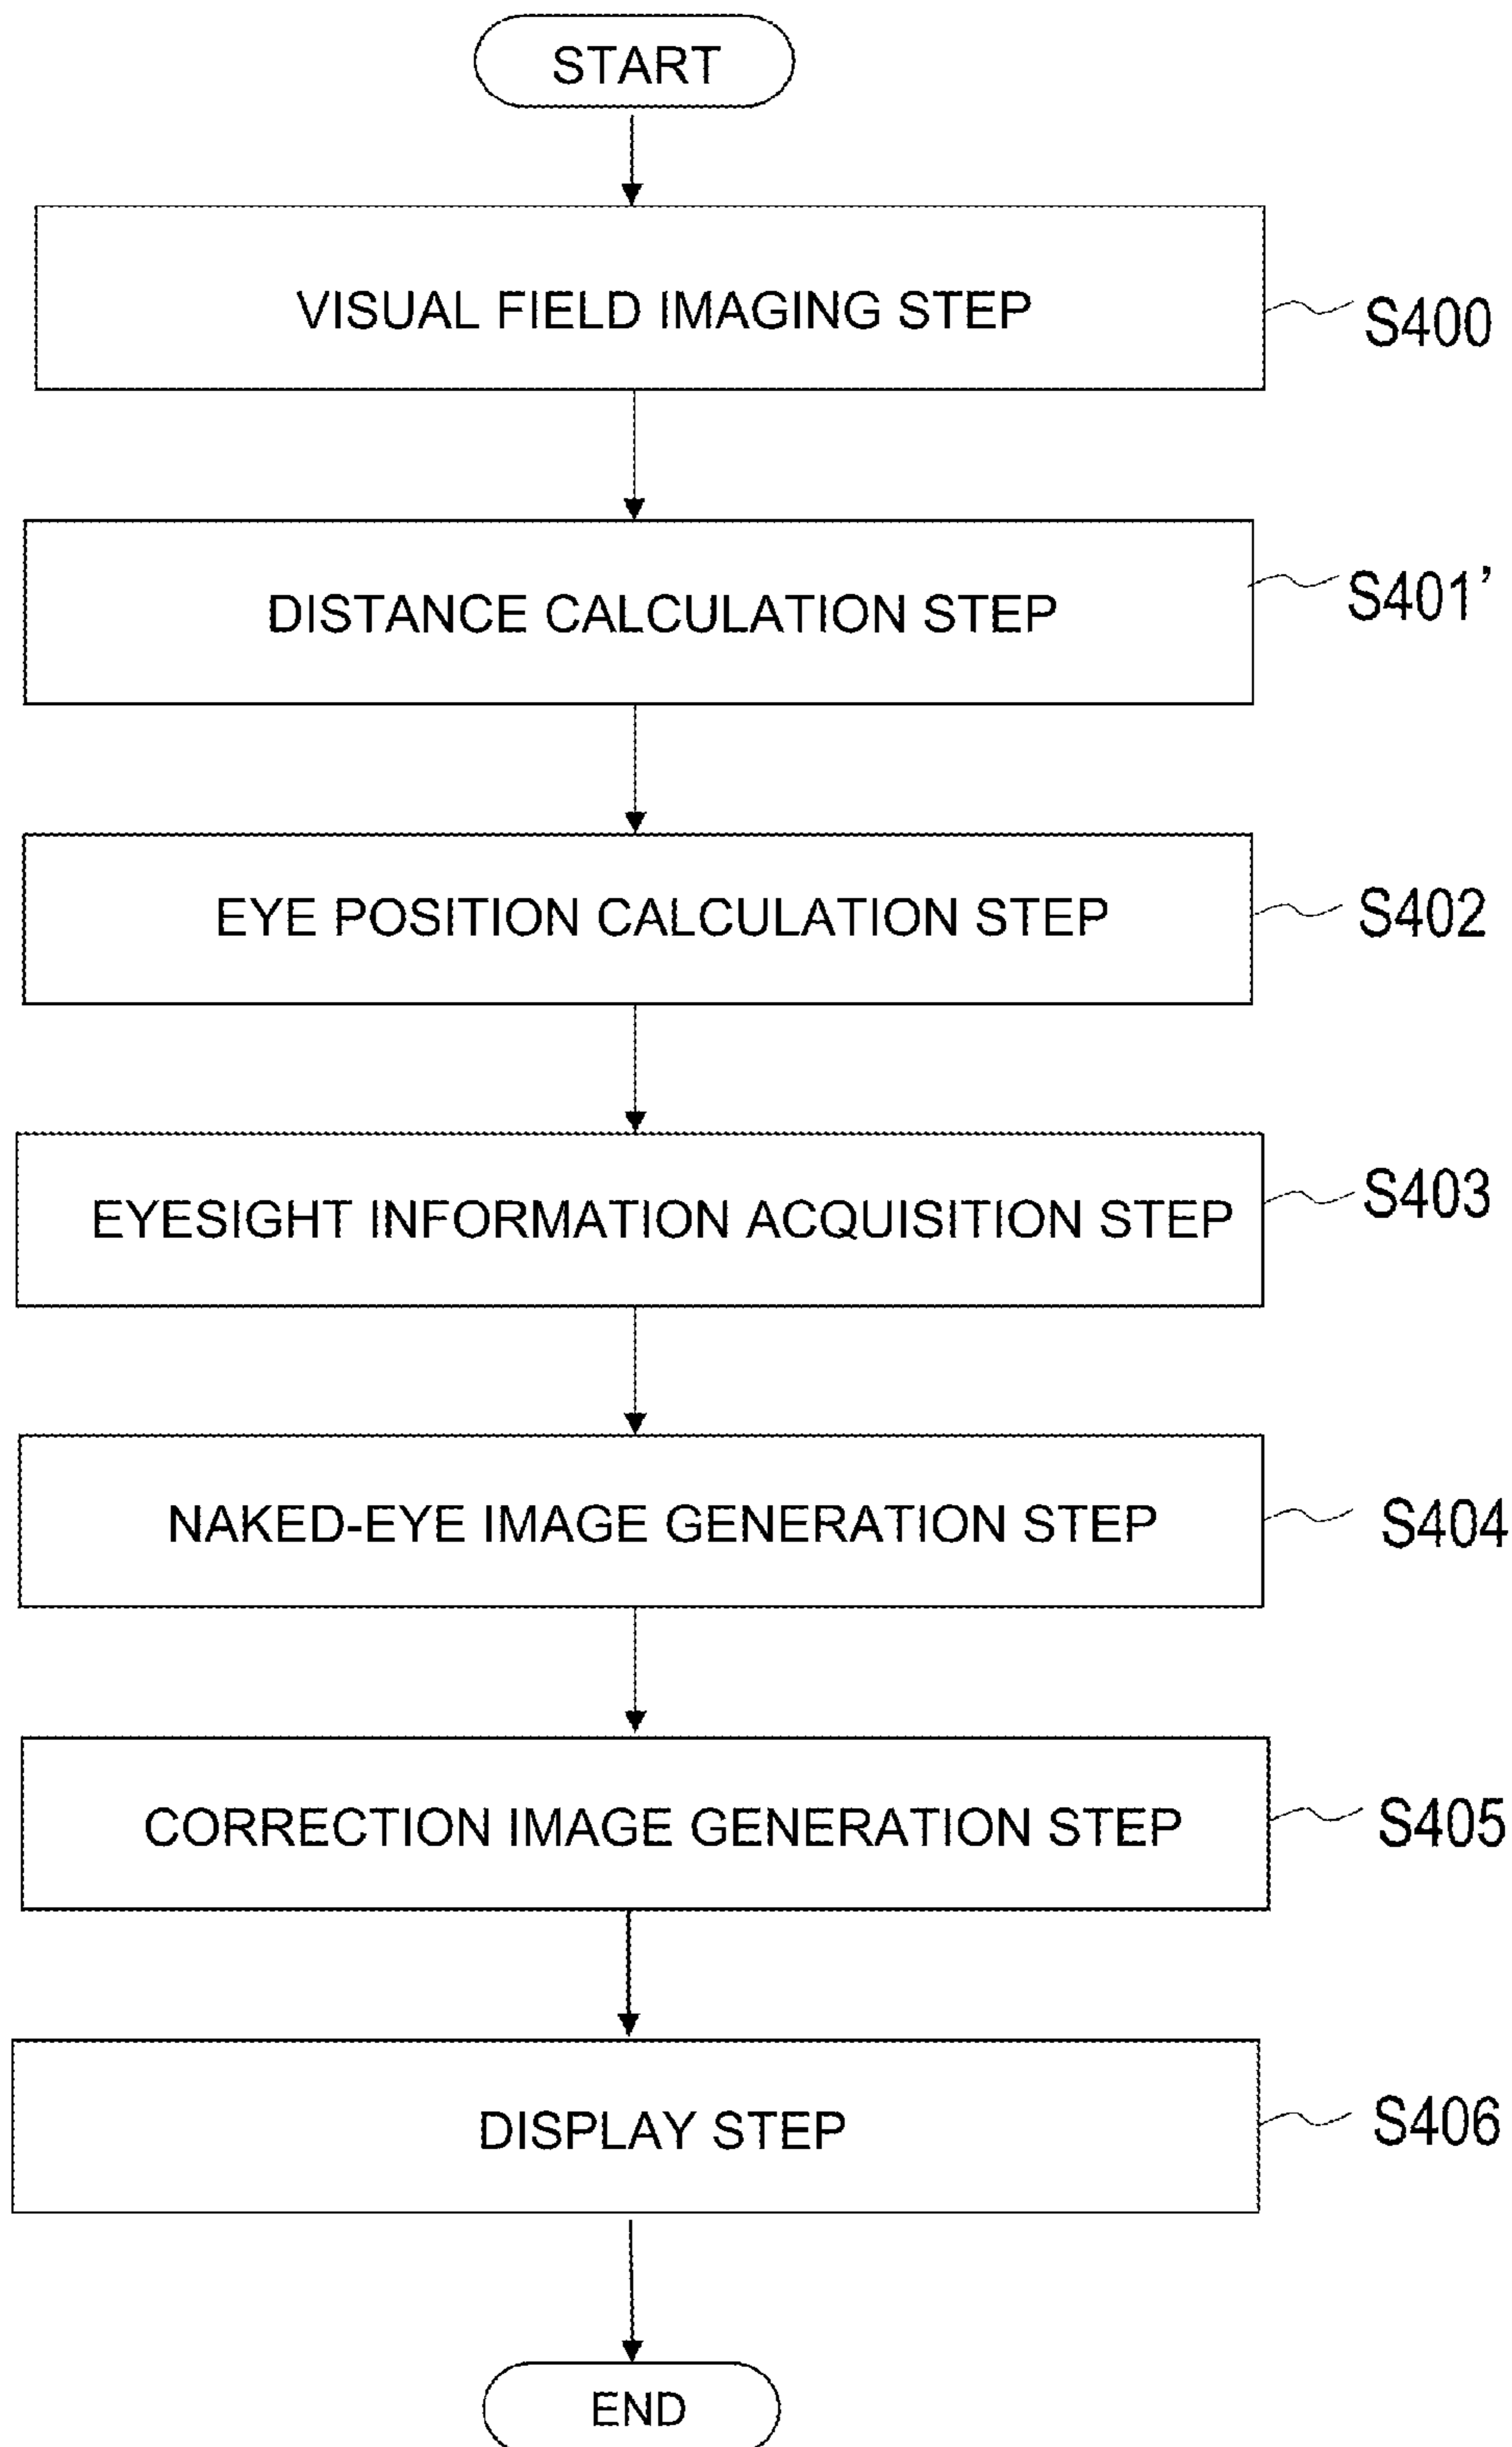 START
VISUAL FIELD IMAGING STEP
S400
DISTANCE CALCULATION STEP
S401’
EYE POSITION CALCULATION STEP
S402
EYESIGHT INFORMATION ACQUISITION STEP
S403
NAKED-EYE IMAGE GENERATION STEP
S404
CORRECTION IMAGE GENERATION STEP
S405
DISPLAY STEP
S406
END